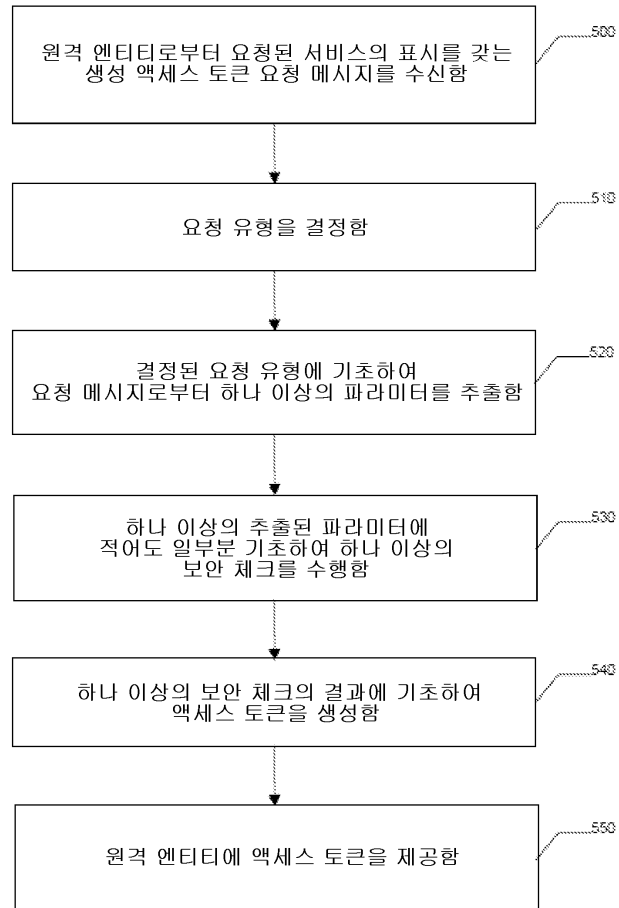 500
원격 엔티티로부터 요청된 서비스의 표시를 갖는
생성 액세스 토큰 요청 메시지를 수신함
510
요청 유형을 결정함
520
결정된 요청 유형에 기초하여
요청 메시지로부터 하나 이상의 파라미터를 추출함
530
하나 이상의 추출된 파라미터에
적어도 일부분 기초하여 하나 이상의
보안 체크를 수행함
540
하나 이상의 보안 체크의 결과에 기초하여
액세스 토큰을 생성함
550
원격 엔티티에 액세스 토큰을 제공함